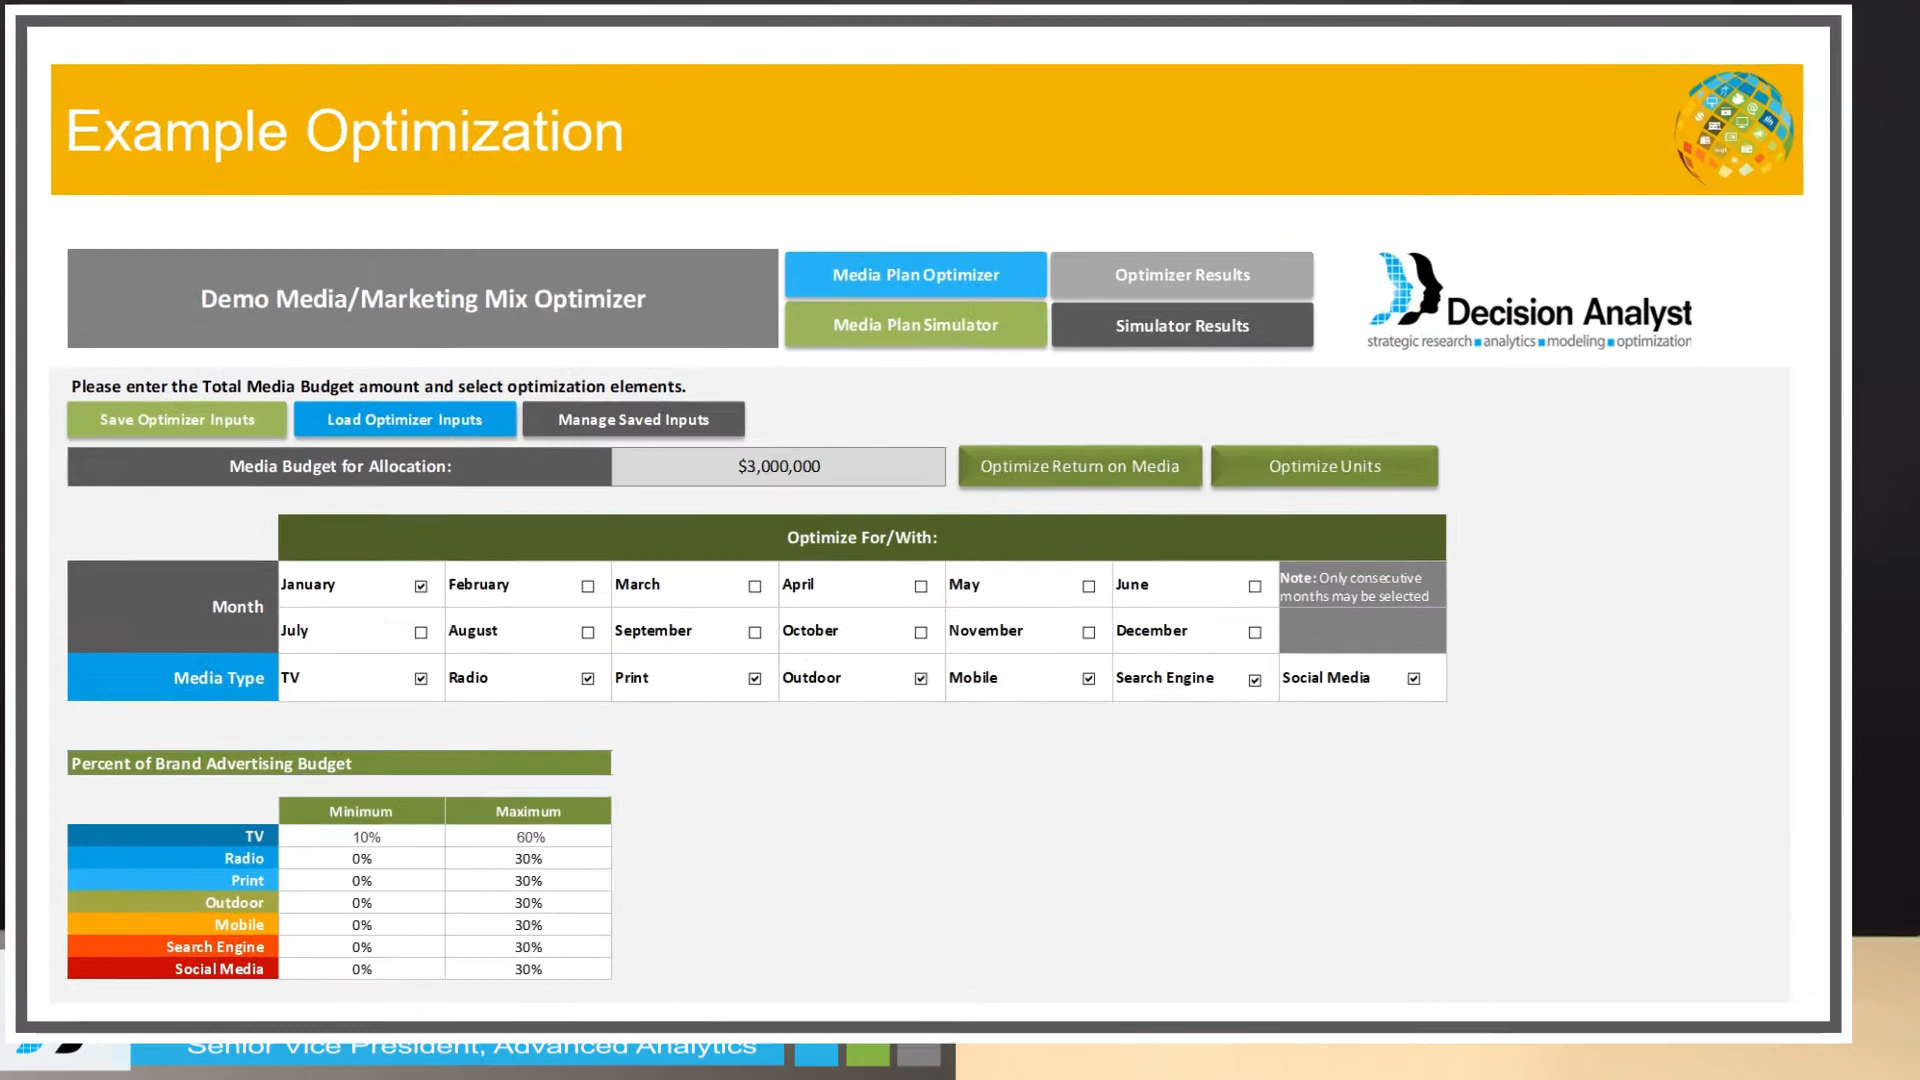 Example Optimization
Demo Media/Marketing Mix Optimizer
Media Plan Optimizer
Optimizer Results
Media Plan Simulator
Simulator Results
Decision Analyst
strategic research ■ analytics ■ modeling ■ optimization
Please enter the Total Media Budget amount and select optimization elements.
Save Optimizer Inputs Load Optimizer Inputs Manage Saved Inputs
Media Budget for Allocation: $3,000,000 Optimize Return on Media Optimize Units
Optimize For/With:
Month
January February March April May June
Note: Only consecutive
months may be selected
July August September October November December
Media Type TV Radio Print Outdoor Mobile Search Engine Social Media
Percent of Brand Advertising Budget
Minimum Maximum
TV 10% 60%
Radio 0% 30%
Print 0% 30%
Outdoor 0% 30%
Mobile 0% 30%
Search Engine 0% 30%
Social Media 0% 30%
Senior Vice President, Advanced Analytics